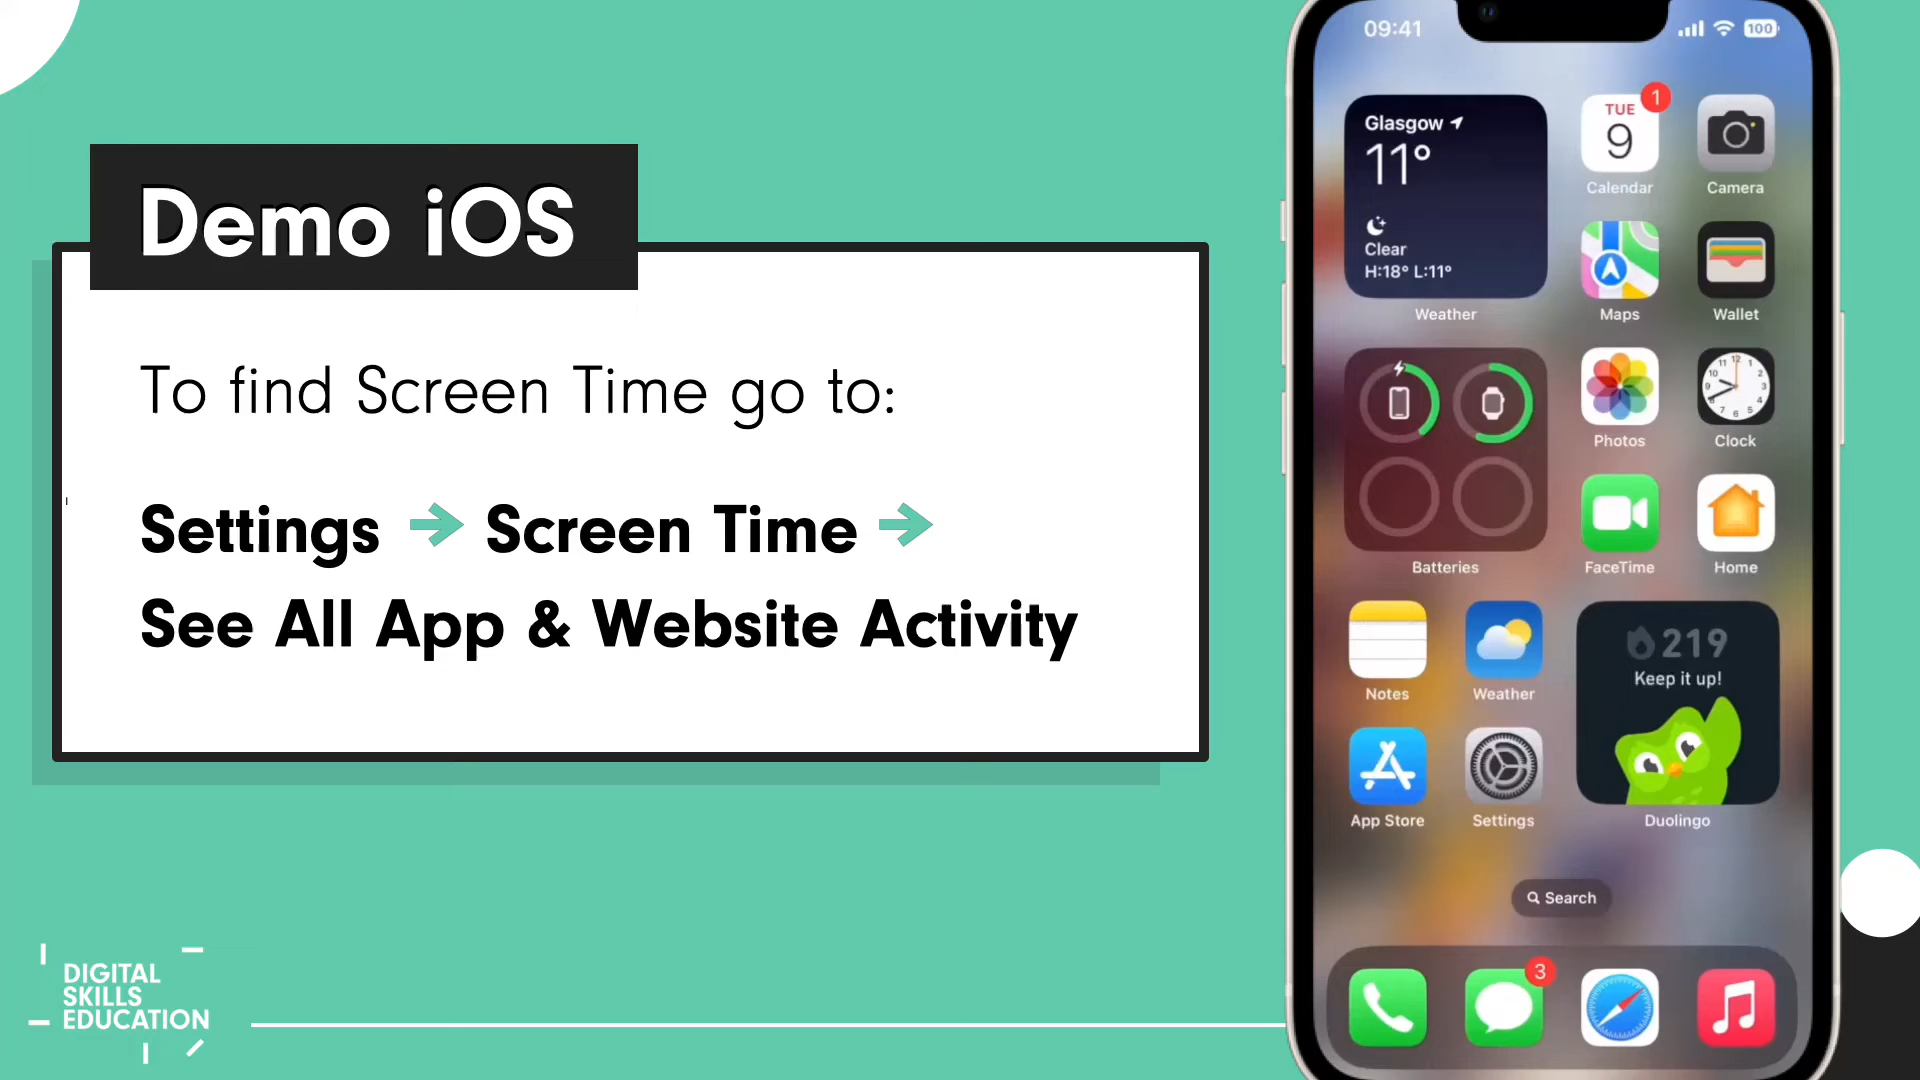 Demo iOS
To find Screen Time go to:
Settings → Screen Time →
See All App & Website Activity
DIGITAL
SKILLS
EDUCATION
09:41
100
Glasgow
11°
Clear
H:18° L:11°
Weather
TUE
9
1
Calendar
Camera
Maps
Wallet
Batteries
Photos
Clock
FaceTime
Home
Notes
Weather
219
Keep it up!
App Store
Settings
Duolingo
Search
3